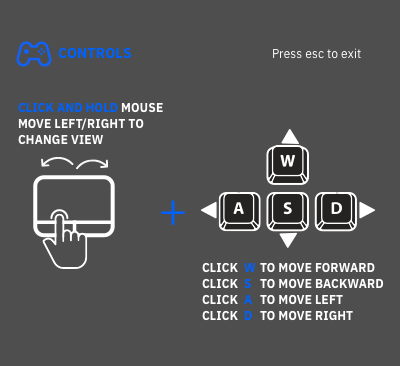 CONTROLS
Press esc to exit
CLICK AND HOLD MOUSE
MOVE LEFT/RIGHT TO
CHANGE VIEW
W
A S D
CLICK W TO MOVE FORWARD
CLICK S TO MOVE BACKWARD
CLICK A TO MOVE LEFT
CLICK D TO MOVE RIGHT